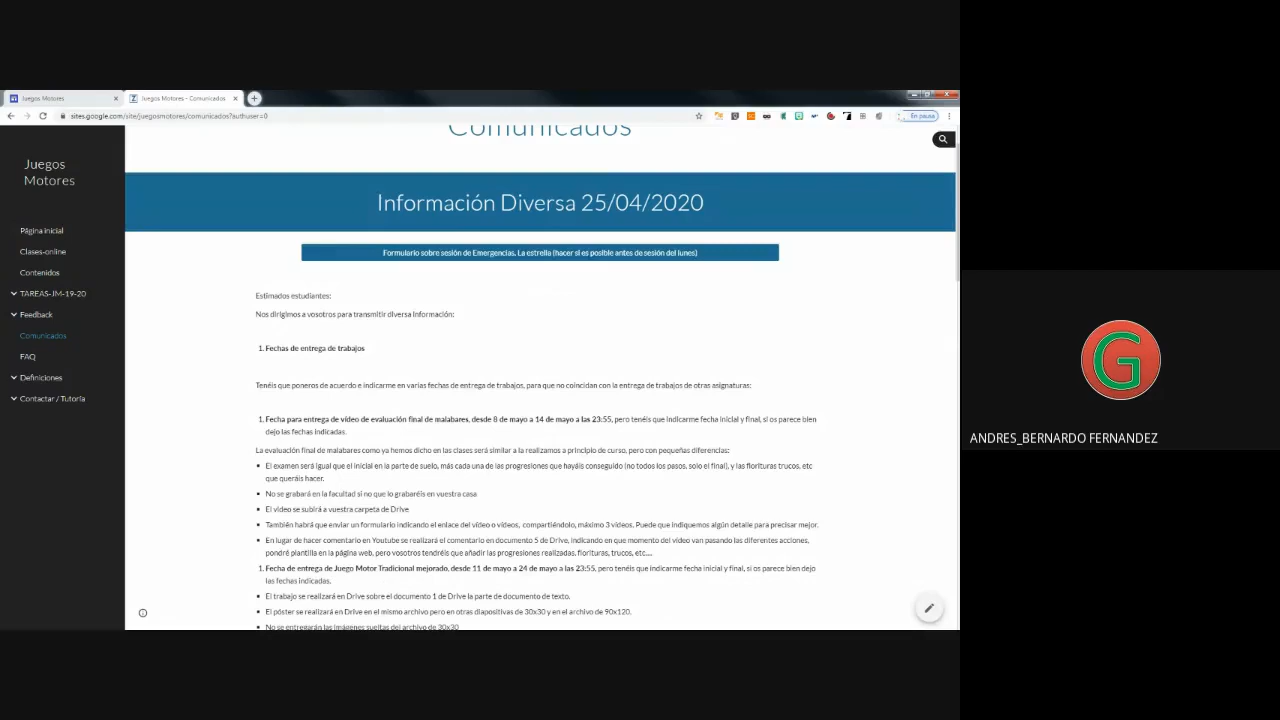 Juegos Motores
Juegos Motores - Comunicados
sites.google.com/site/juegosmotores/comunicados?authuser=0
En pausa
Juegos
Motores
Página inicial
Clases-online
Contenidos
TAREAS-JM-19-20
Feedback
Comunicados
FAQ
Definiciones
Contactar / Tutoría
Comunicados
Información Diversa 25/04/2020
Formulario sobre sesión de Emergencias. La estrella (hacer si es posible antes de sesión del lunes)
Estimados estudiantes:
Nos dirigimos a vosotros para transmitir diversa información:
1. Fechas de entrega de trabajos
Tenéis que poneros de acuerdo e indicarme en varias fechas de entrega de trabajos, para que no coincidan con la entrega de trabajos de otras asignaturas:
1. Fecha para entrega de vídeo de evaluación final de malabares, desde 8 de mayo a 14 de mayo a las 23:55, pero tenéis que indicarme fecha inicial y final, si os parece bien
dejo las fechas indicadas.
La evaluación final de malabares como ya hemos dicho en las clases será similar a la realizamos a principio de curso, pero con pequeñas diferencias:
El examen será igual que el inicial en la parte de suelo, más cada una de las progresiones que hayáis conseguido (no todos los pasos, solo el final), y las florituras trucos, etc
que queráis hacer.
No se grabará en la facultad si no que lo grabaréis en vuestra casa
El video se subirá a vuestra carpeta de Drive
También habrá que enviar un formulario indicando el enlace del vídeo o vídeos, compartiéndolo, máximo 3 vídeos. Puede que indiquemos algún detalle para precisar mejor.
En lugar de hacer comentario en Youtube se realizará el comentario en documento 5 de Drive, indicando en que momento del video van pasando las diferentes acciones,
pondré plantilla en la página web, pero vosotros tendréis que añadir las progresiones realizadas, florituras, trucos, etc....
1. Fecha de entrega de Juego Motor Tradicional mejorado, desde 11 de mayo a 24 de mayo a las 23:55, pero tenéis que indicarme fecha inicial y final, si os parece bien dejo
las fechas indicadas.
El trabajo se realizará en Drive sobre el documento 1 de Drive la parte de documento de texto.
El póster se realizará en Drive en el mismo archivo pero en otras diapositivas de 30x30 y en el archivo de 90x120.
No se entregarán las imágenes sueltas del archivo de 30x30
G
ANDRES_BERNARDO FERNANDEZ